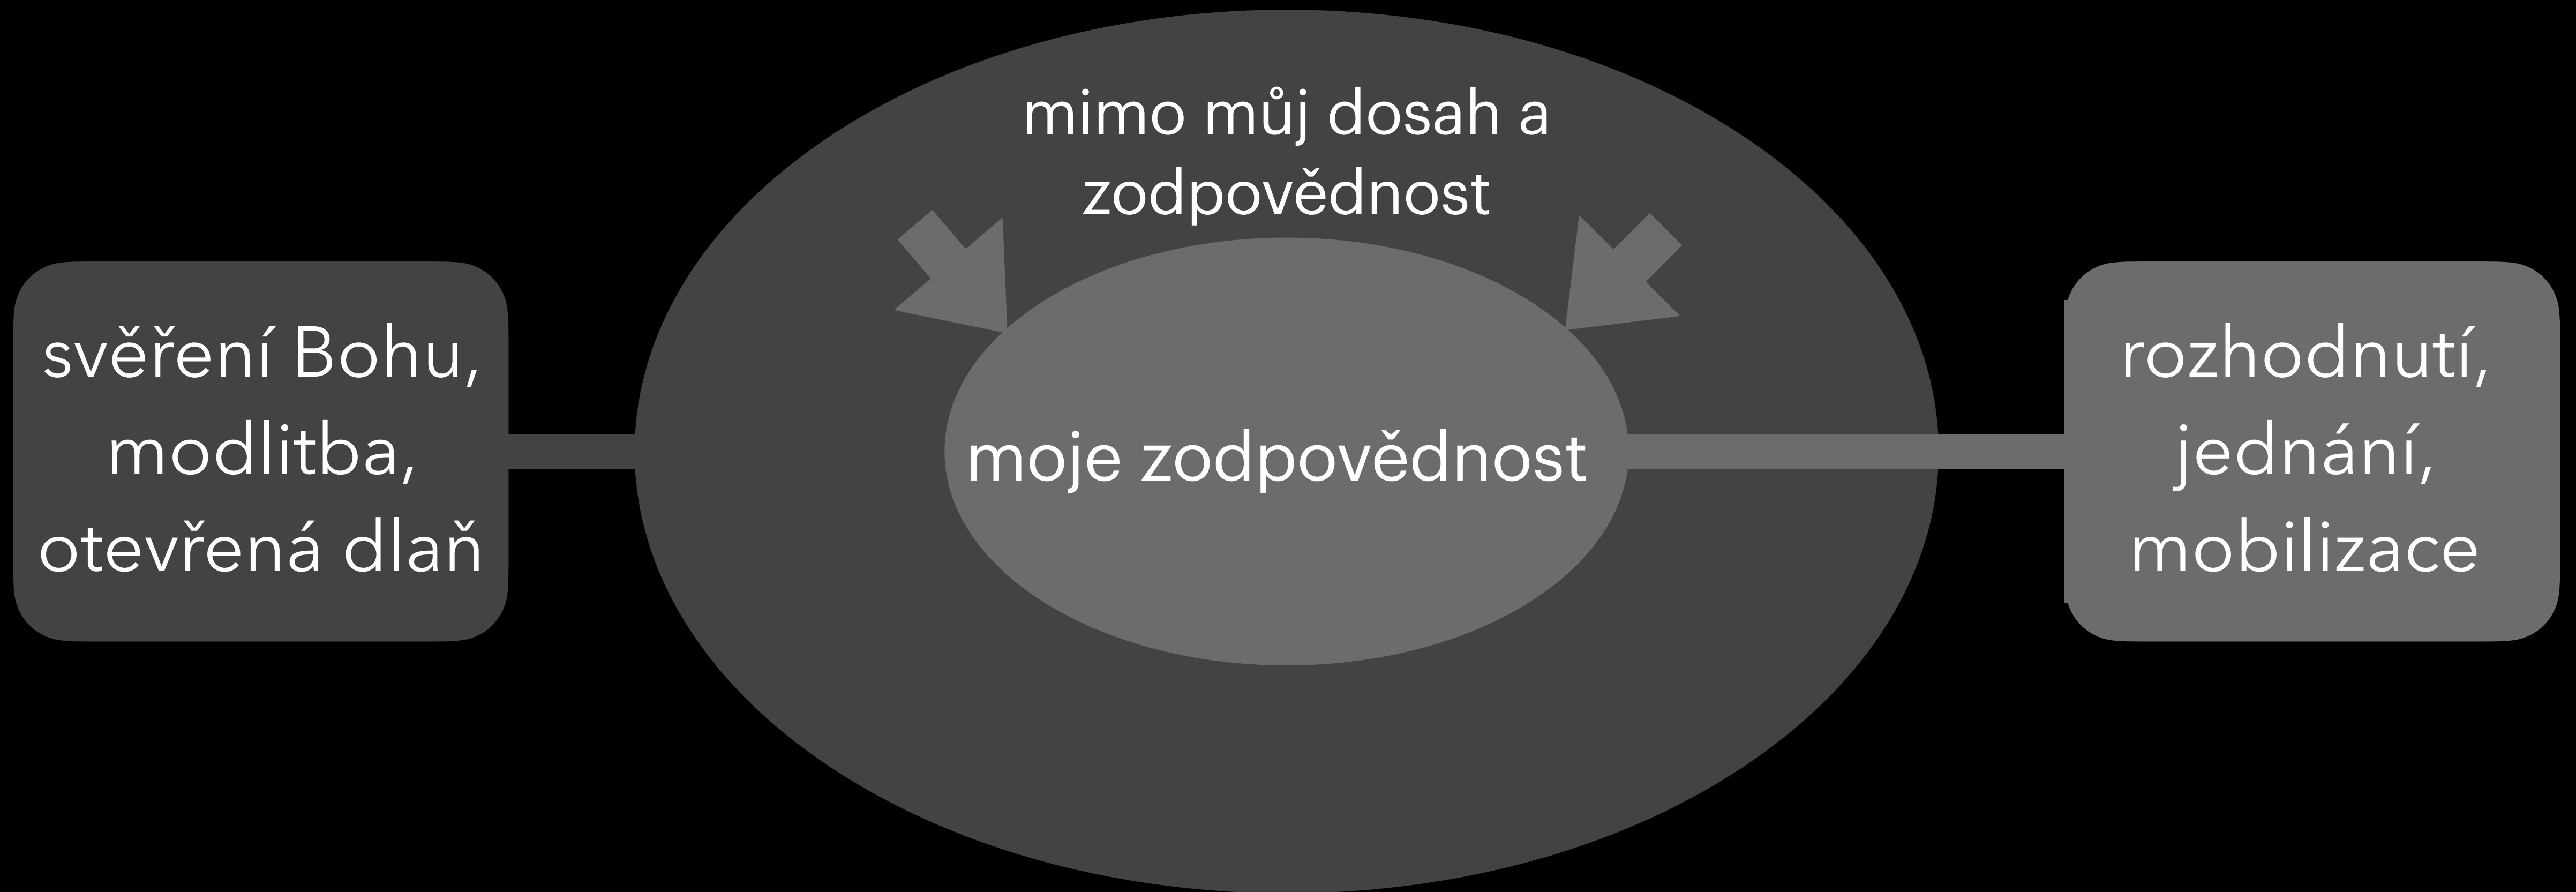 mimo můj dosah a
zodpovědnost
svěření Bohu,
modlitba,
otevřená dlaň
moje zodpovědnost
rozhodnutí,
jednání,
mobilizace